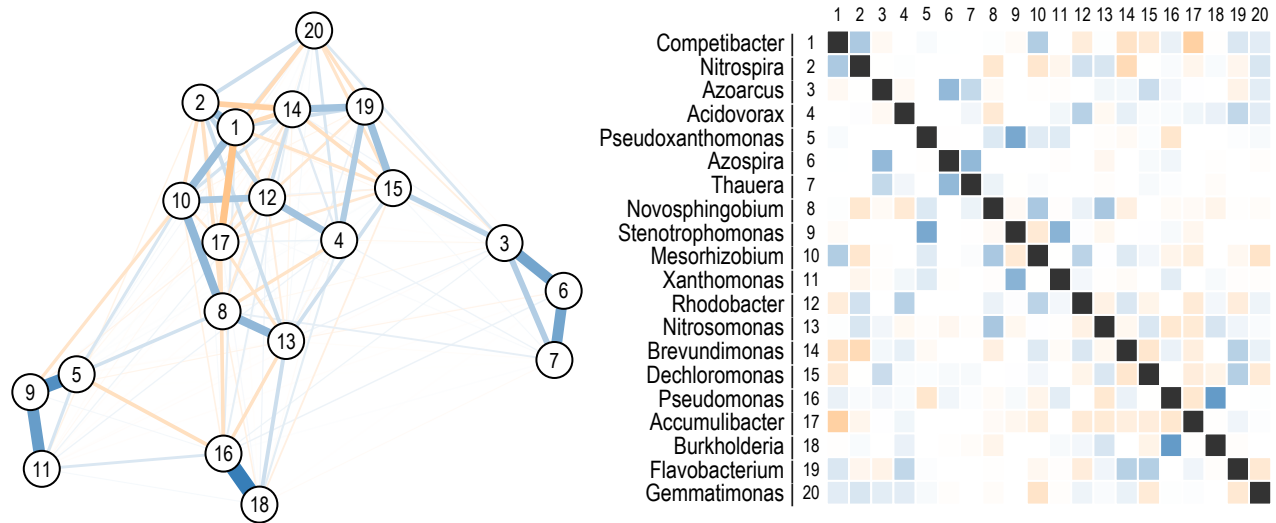 20
2
14
19
1
10
12
15
17
4
3
6
8
13
7
5
9
11
16
18
1 2 3 4 5 6 7 8 9 10 11 12 13 14 15 16 17 18 19 20
Competibacter | 1
Nitrospira | 2
Azoarcus | 3
Acidovorax | 4
Pseudoxanthomonas | 5
Azospira | 6
Thauera | 7
Novosphingobium | 8
Stenotrophomonas | 9
Mesorhizobium | 10
Xanthomonas | 11
Rhodobacter | 12
Nitrosomonas | 13
Brevundimonas | 14
Dechloromonas | 15
Pseudomonas | 16
Accumulibacter | 17
Burkholderia | 18
Flavobacterium | 19
Gemmatimonas | 20